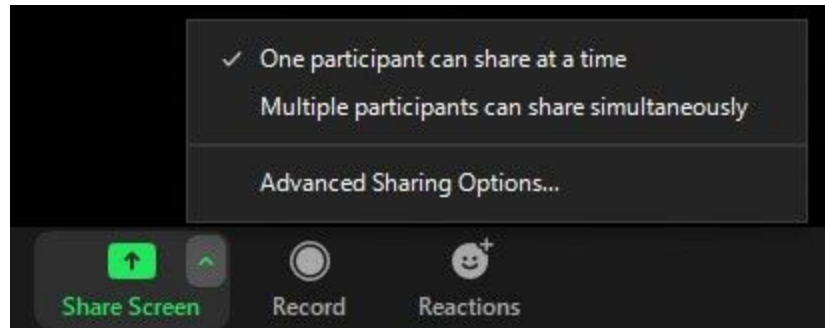 One participant can share at a time
Multiple participants can share simultaneously
Advanced Sharing Options...
Share Screen
Record
Reactions